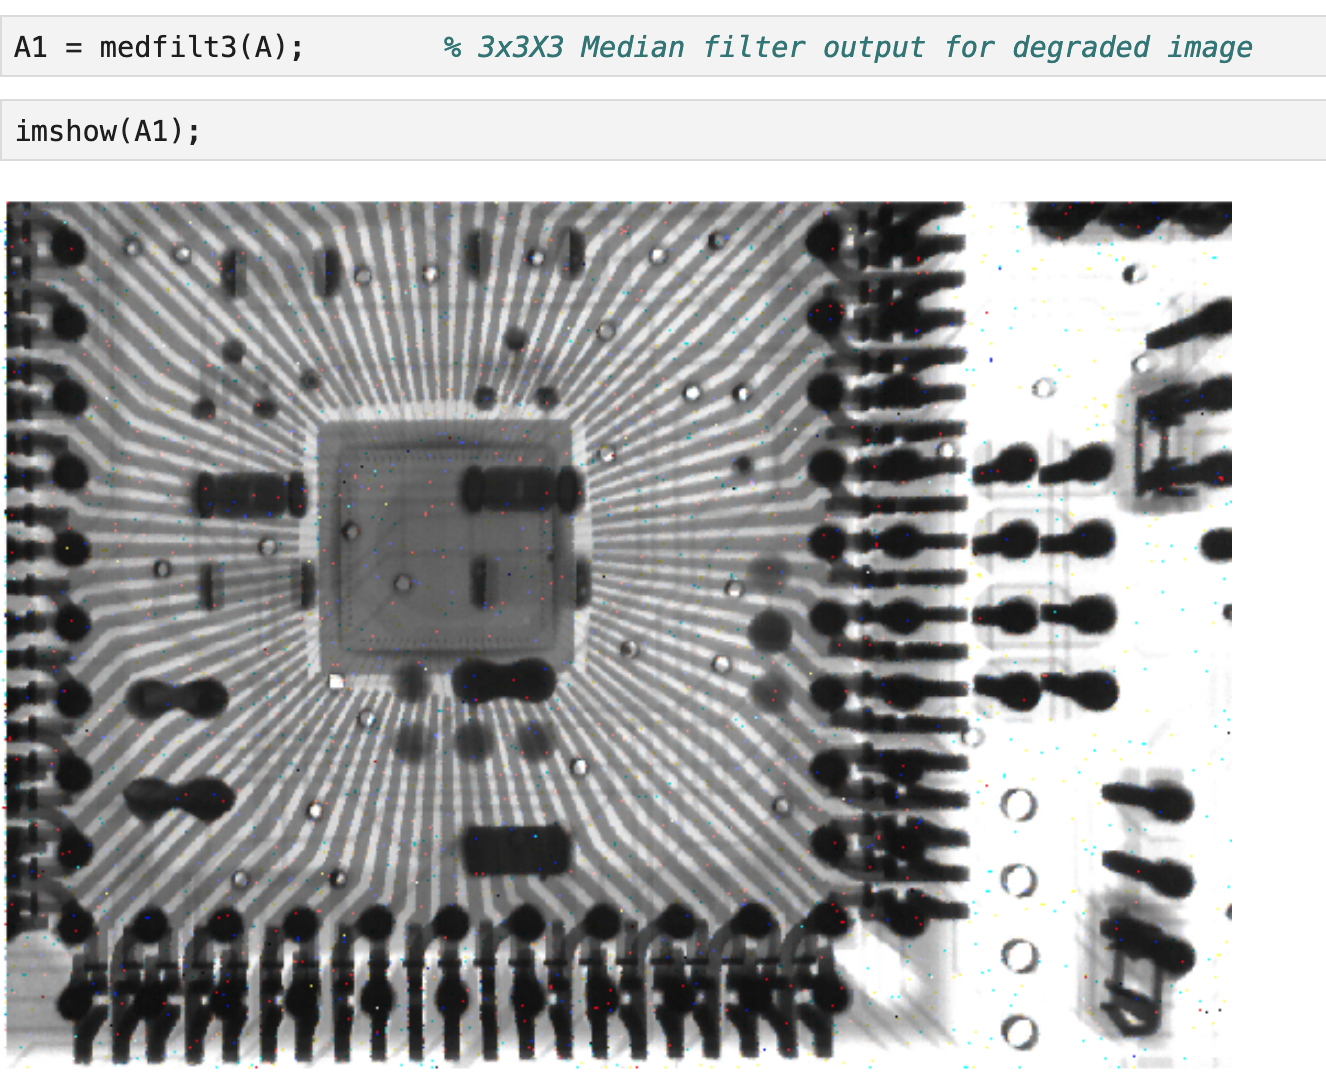 A1 = medfilt3(A); % 3x3X3 Median filter output for degraded image
imshow(A1);